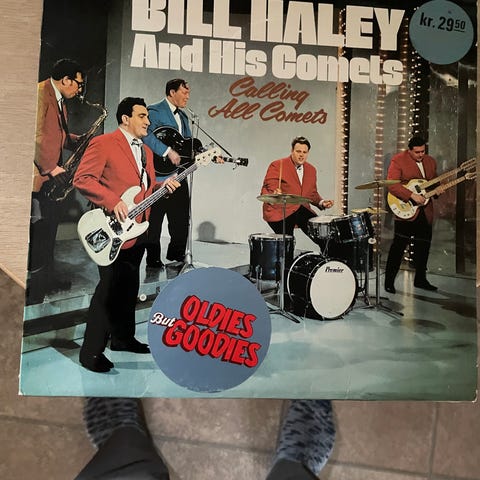 BILL HALEY
And His Comets
Calling
All Comets
kr. 29.50
Premier
OLDIES
But
GOODIES